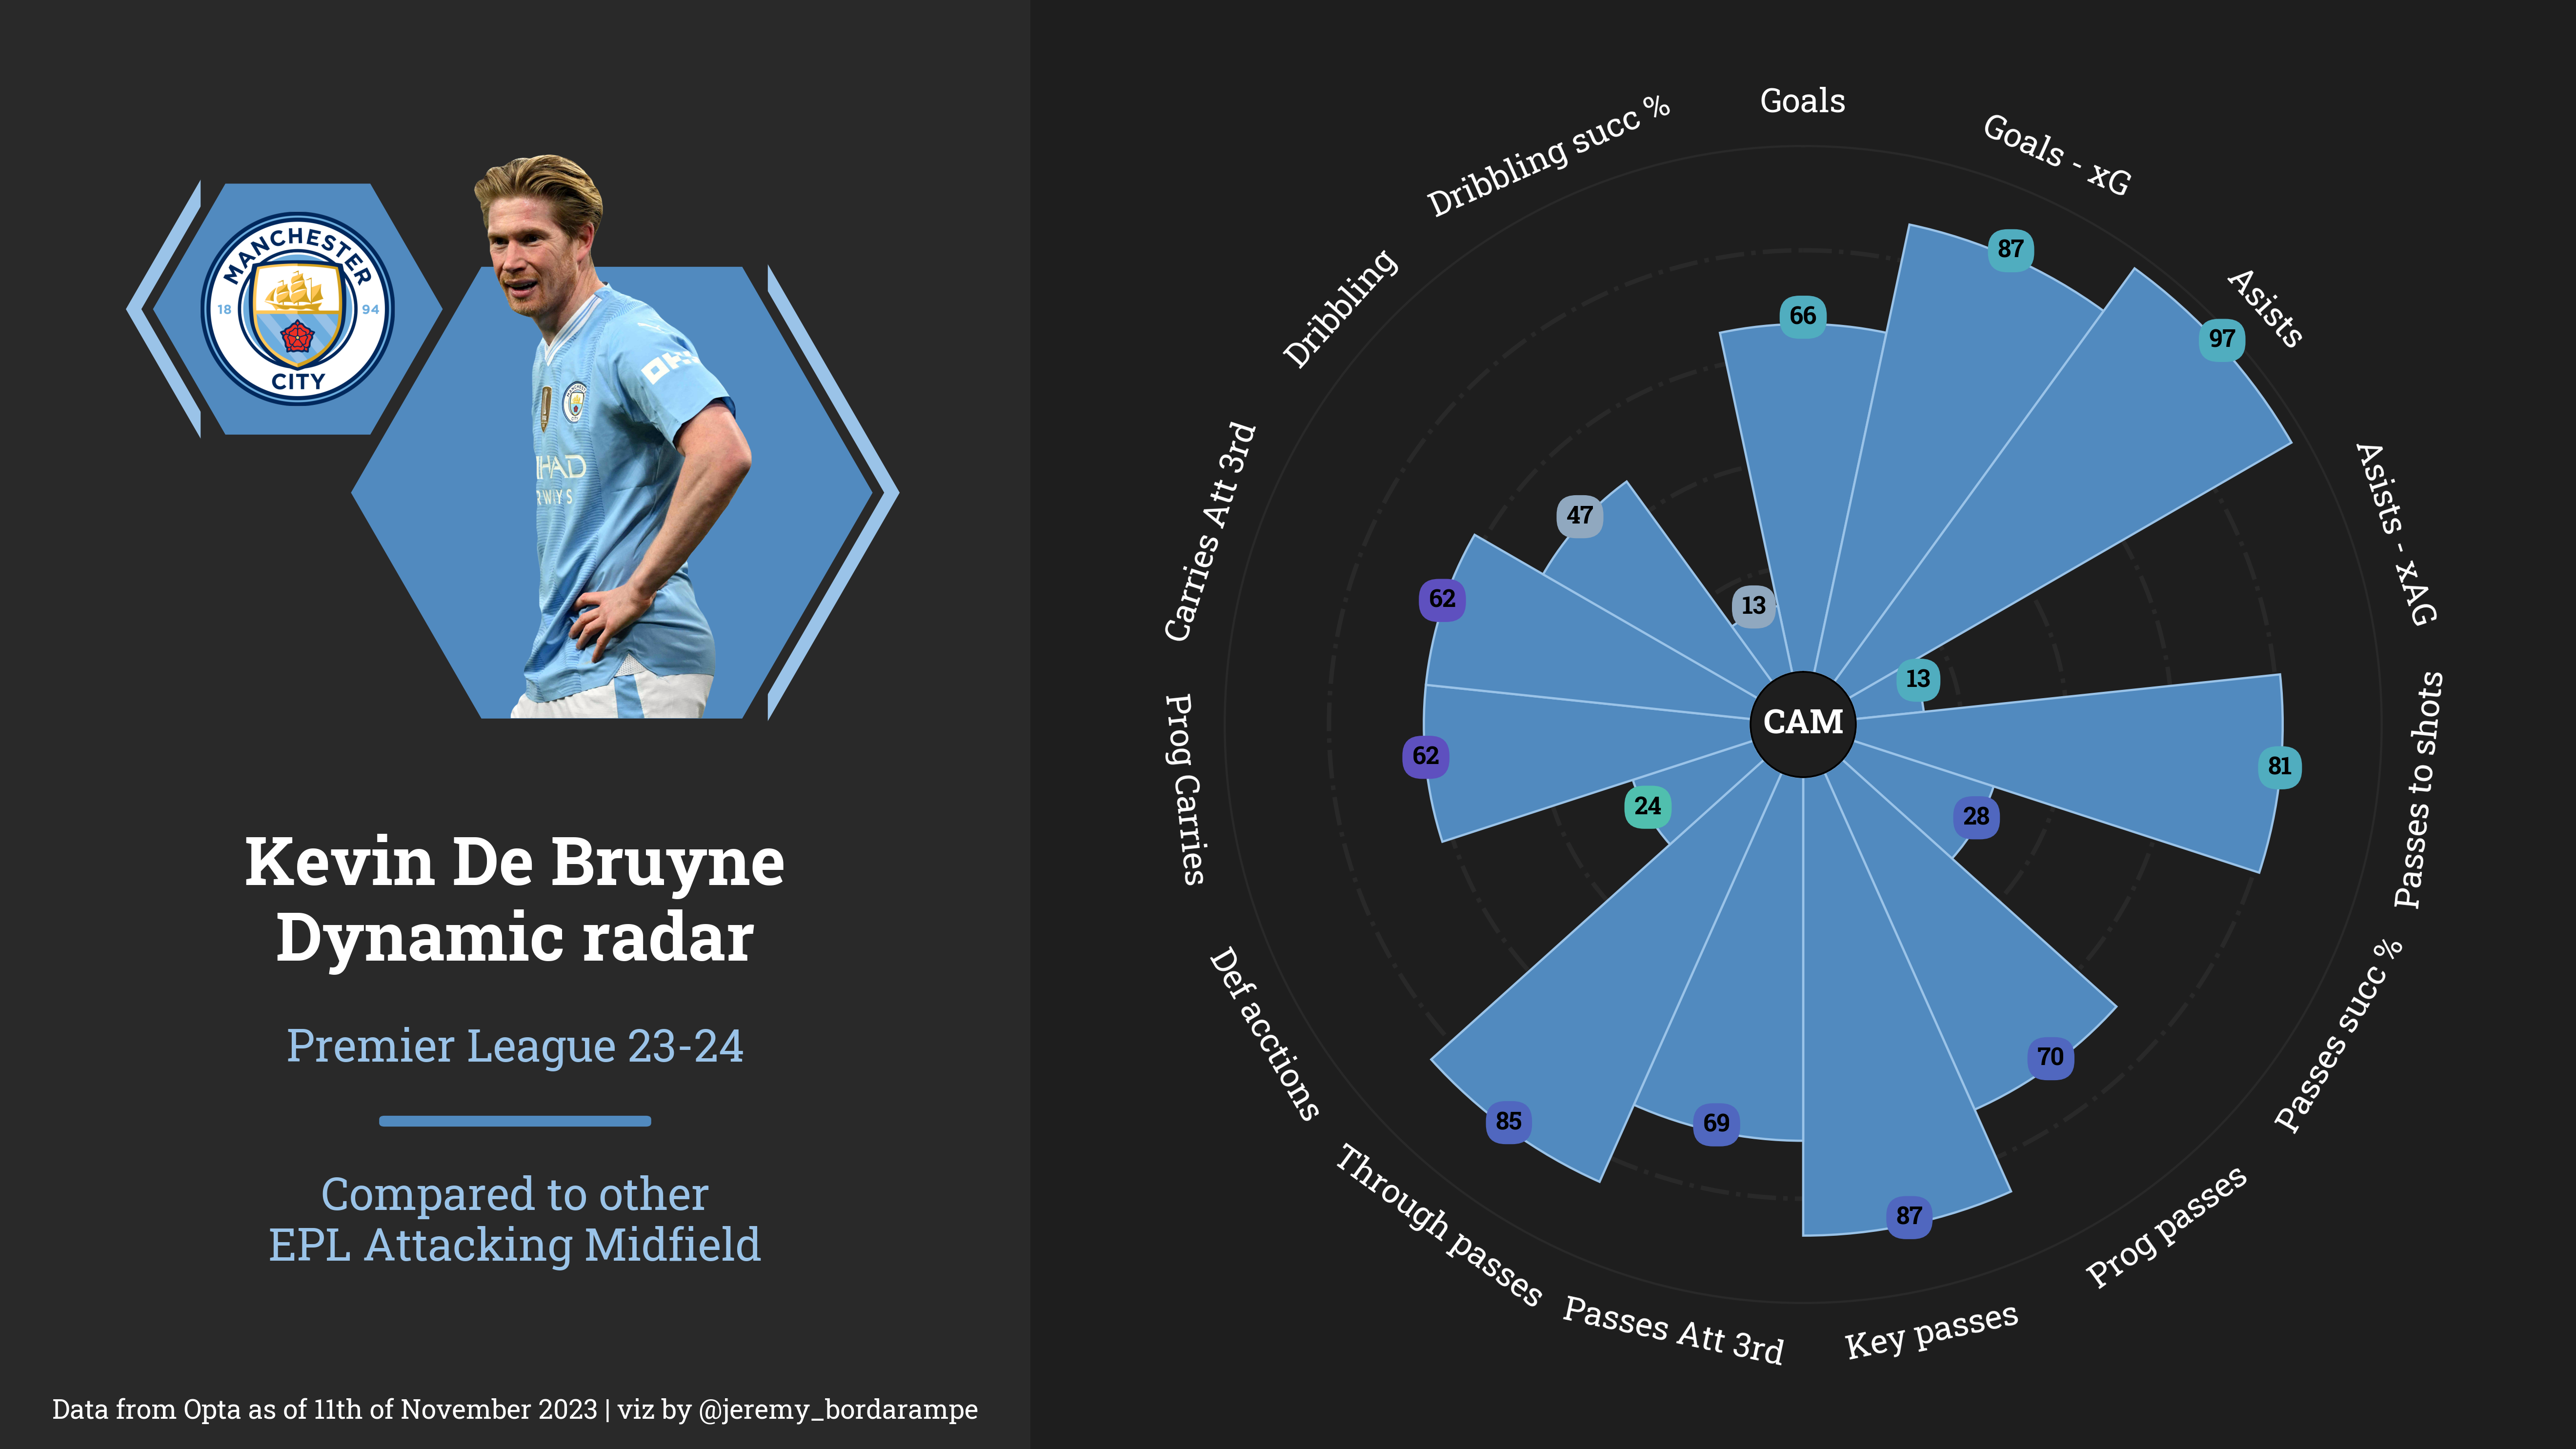 MANCHESTER
18 94
CITY
Kevin De Bruyne
Dynamic radar
Premier League 23-24
Compared to other
EPL Attacking Midfield
Data from Opta as of 11th of November 2023 | viz by @jeremy_bordarampe
Goals
Goals - xG
Asists
Asists - xAG
Passes to shots
Passes succ %
Prog passes
Key passes
Passes Att 3rd
Through passes
Def acctions
Prog Carries
Carries Att 3rd
Dribbling
Dribbling succ %
66
87
97
13
81
28
70
87
69
85
24
62
62
47
13
CAM